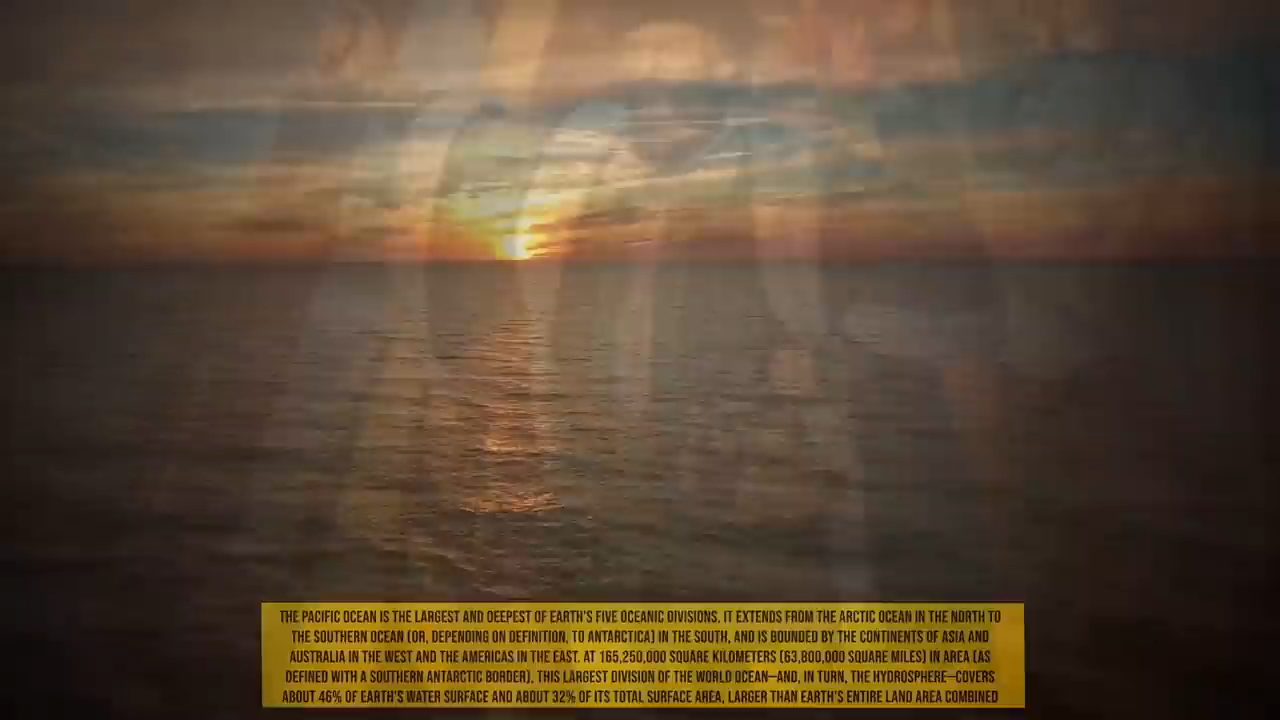 THE PACIFIC OCEAN IS THE LARGEST AND DEEPEST OF EARTH'S FIVE OCEANIC DIVISIONS. IT EXTENDS FROM THE ARCTIC OCEAN IN THE NORTH TO
THE SOUTHERN OCEAN (OR, DEPENDING ON DEFINITION, TO ANTARCTICA) IN THE SOUTH, AND IS BOUNDED BY THE CONTINENTS OF ASIA AND
AUSTRALIA IN THE WEST AND THE AMERICAS IN THE EAST. AT 165,250,000 SQUARE KILOMETERS (63,800,000 SQUARE MILES) IN AREA (AS
DEFINED WITH A SOUTHERN ANTARCTIC BORDER), THIS LARGEST DIVISION OF THE WORLD OCEAN—AND, IN TURN, THE HYDROSPHERE—COVERS
ABOUT 46% OF EARTH'S WATER SURFACE AND ABOUT 32% OF ITS TOTAL SURFACE AREA, LARGER THAN EARTH'S ENTIRE LAND AREA COMBINED